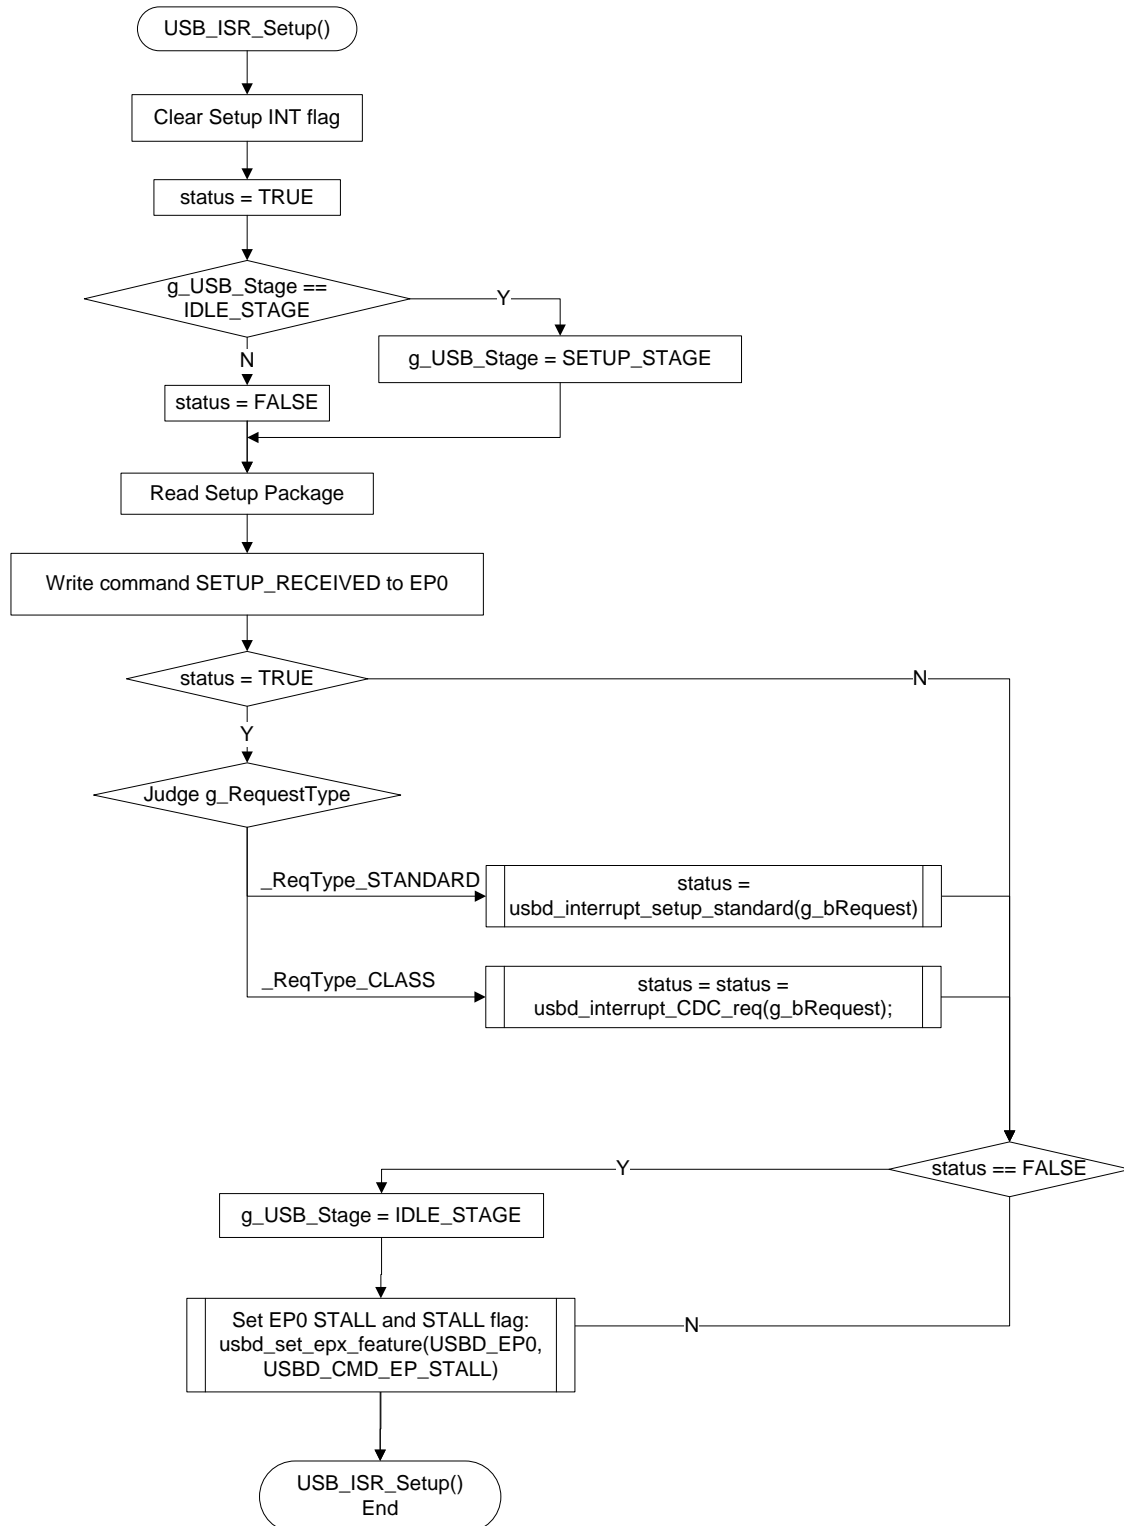 USB_ISR_Setup()
Clear Setup INT flag
status = TRUE
g_USB_Stage ==
IDLE_STAGE
Y
N
g_USB_Stage = SETUP_STAGE
status = FALSE
Read Setup Package
Write command SETUP_RECEIVED to EP0
status = TRUE
N
Y
Judge g_RequestType
_ReqType_STANDARD
status =
usbd_interrupt_setup_standard(g_bRequest)
_ReqType_CLASS
status = status =
usbd_interrupt_CDC_req(g_bRequest);
status == FALSE
Y
g_USB_Stage = IDLE_STAGE
Set EP0 STALL and STALL flag:
usbd_set_epx_feature(USBD_EP0,
USBD_CMD_EP_STALL)
N
USB_ISR_Setup()
End